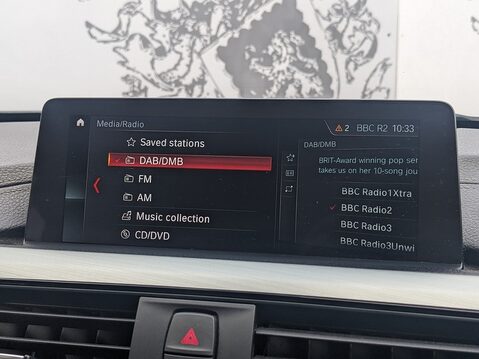 Media/Radio
2 BBC R2 10:33
Saved stations
DAB/DMB
FM
AM
Music collection
CD/DVD
DAB/DMB
BRIT-Award winning pop ser
takes us on her 10-song jou
BBC Radio1Xtra
BBC Radio2
BBC Radio3
BBC Radio3Unwi